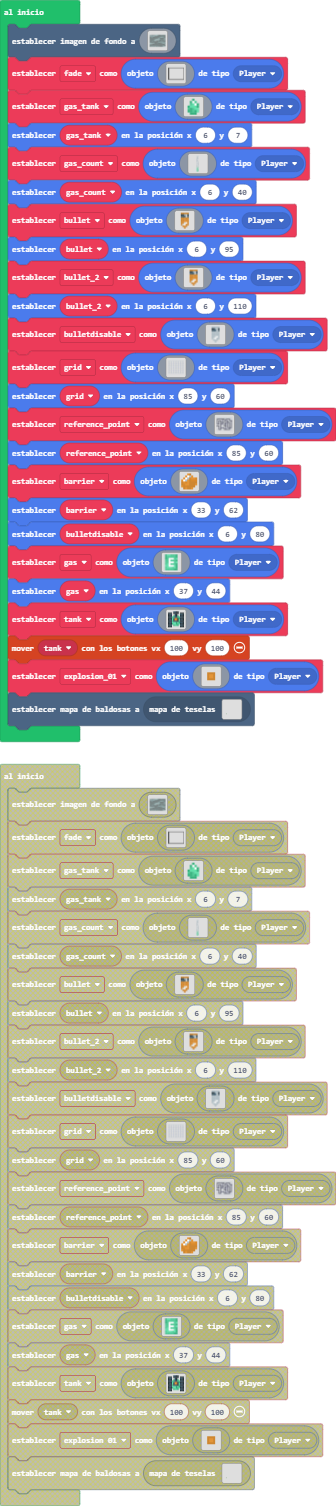 al inicio
establecer imagen de fondo a
establecer fade como objeto de tipo Player
establecer gas_tank como objeto de tipo Player
establecer gas_tank en la posición x 6 y 7
establecer gas_count como objeto de tipo Player
establecer gas_count en la posición x 6 y 40
establecer bullet como objeto de tipo Player
establecer bullet en la posición x 6 y 95
establecer bullet_2 como objeto de tipo Player
establecer bullet_2 en la posición x 6 y 110
establecer bulletdisable como objeto de tipo Player
establecer grid como objeto de tipo Player
establecer grid en la posición x 85 y 60
establecer reference_point como objeto de tipo Player
establecer reference_point en la posición x 85 y 60
establecer barrier como objeto de tipo Player
establecer barrier en la posición x 33 y 62
establecer bulletdisable en la posición x 6 y 80
establecer gas como objeto E de tipo Player
establecer gas en la posición x 37 y 44
establecer tank como objeto de tipo Player
mover tank con los botones vx 100 vy 100
establecer explosion_01 como objeto de tipo Player
establecer mapa de baldosas a mapa de teselas
al inicio
establecer imagen de fondo a
establecer fade como objeto de tipo Player
establecer gas_tank como objeto de tipo Player
establecer gas_tank en la posición x 6 y 7
establecer gas_count como objeto de tipo Player
establecer gas_count en la posición x 6 y 40
establecer bullet como objeto de tipo Player
establecer bullet en la posición x 6 y 95
establecer bullet_2 como objeto de tipo Player
establecer bullet_2 en la posición x 6 y 110
establecer bulletdisable como objeto de tipo Player
establecer grid como objeto de tipo Player
establecer grid en la posición x 85 y 60
establecer reference_point como objeto de tipo Player
establecer reference_point en la posición x 85 y 60
establecer barrier como objeto de tipo Player
establecer barrier en la posición x 33 y 62
establecer bulletdisable en la posición x 6 y 80
establecer gas como objeto E de tipo Player
establecer gas en la posición x 37 y 44
establecer tank como objeto de tipo Player
mover tank con los botones vx 100 vy 100
establecer explosion_01 como objeto de tipo Player
establecer mapa de baldosas a mapa de teselas